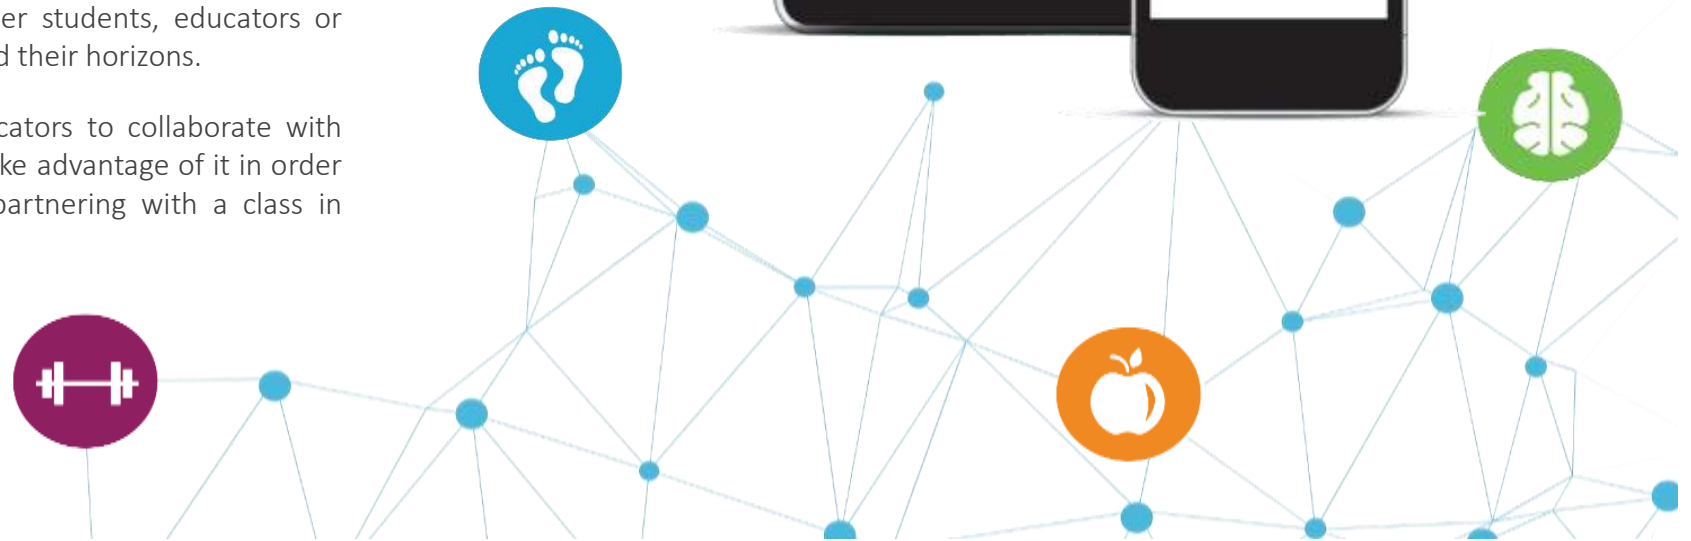 er students, educators or
d their horizons.
cators to collaborate with
ke advantage of it in order
partnering with a class in